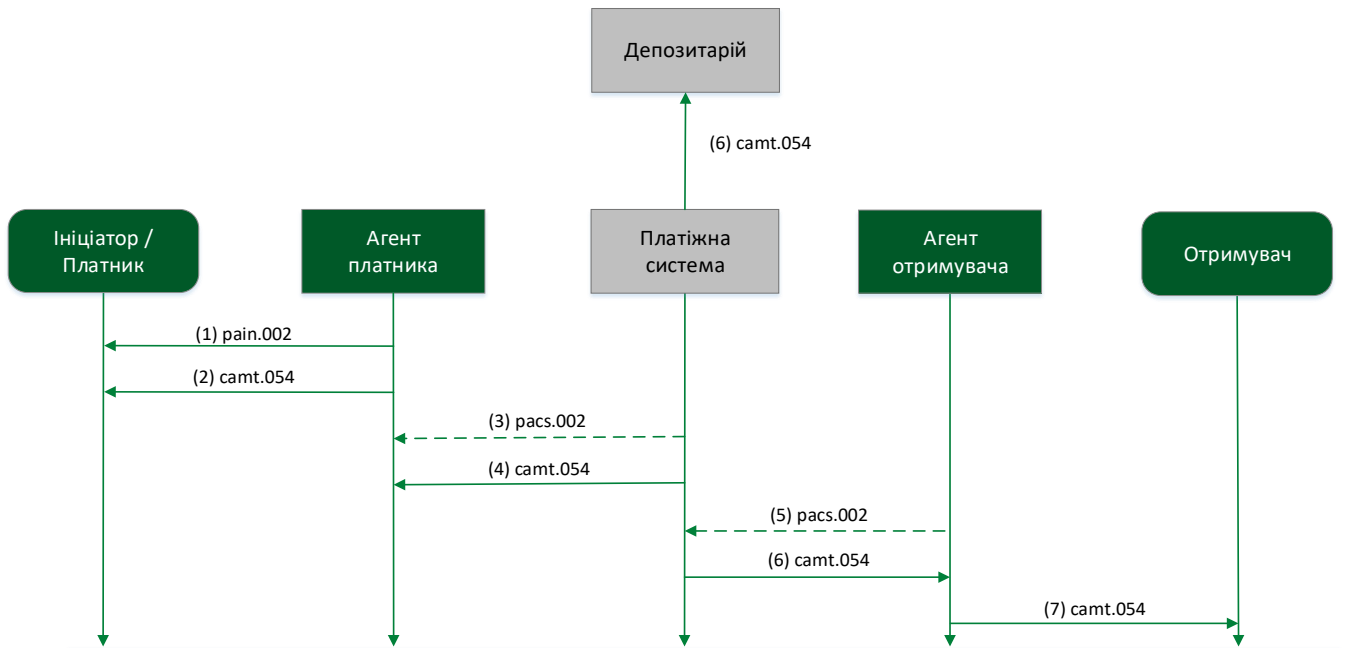 Депозитарій
(6) camt.054
Ініціатор /
Платник
Агент
платника
Платіжна
система
Агент
отримувача
Отримувач
(1) pain.002
(2) camt.054
(3) pacs.002
(4) camt.054
(5) pacs.002
(6) camt.054
(7) camt.054